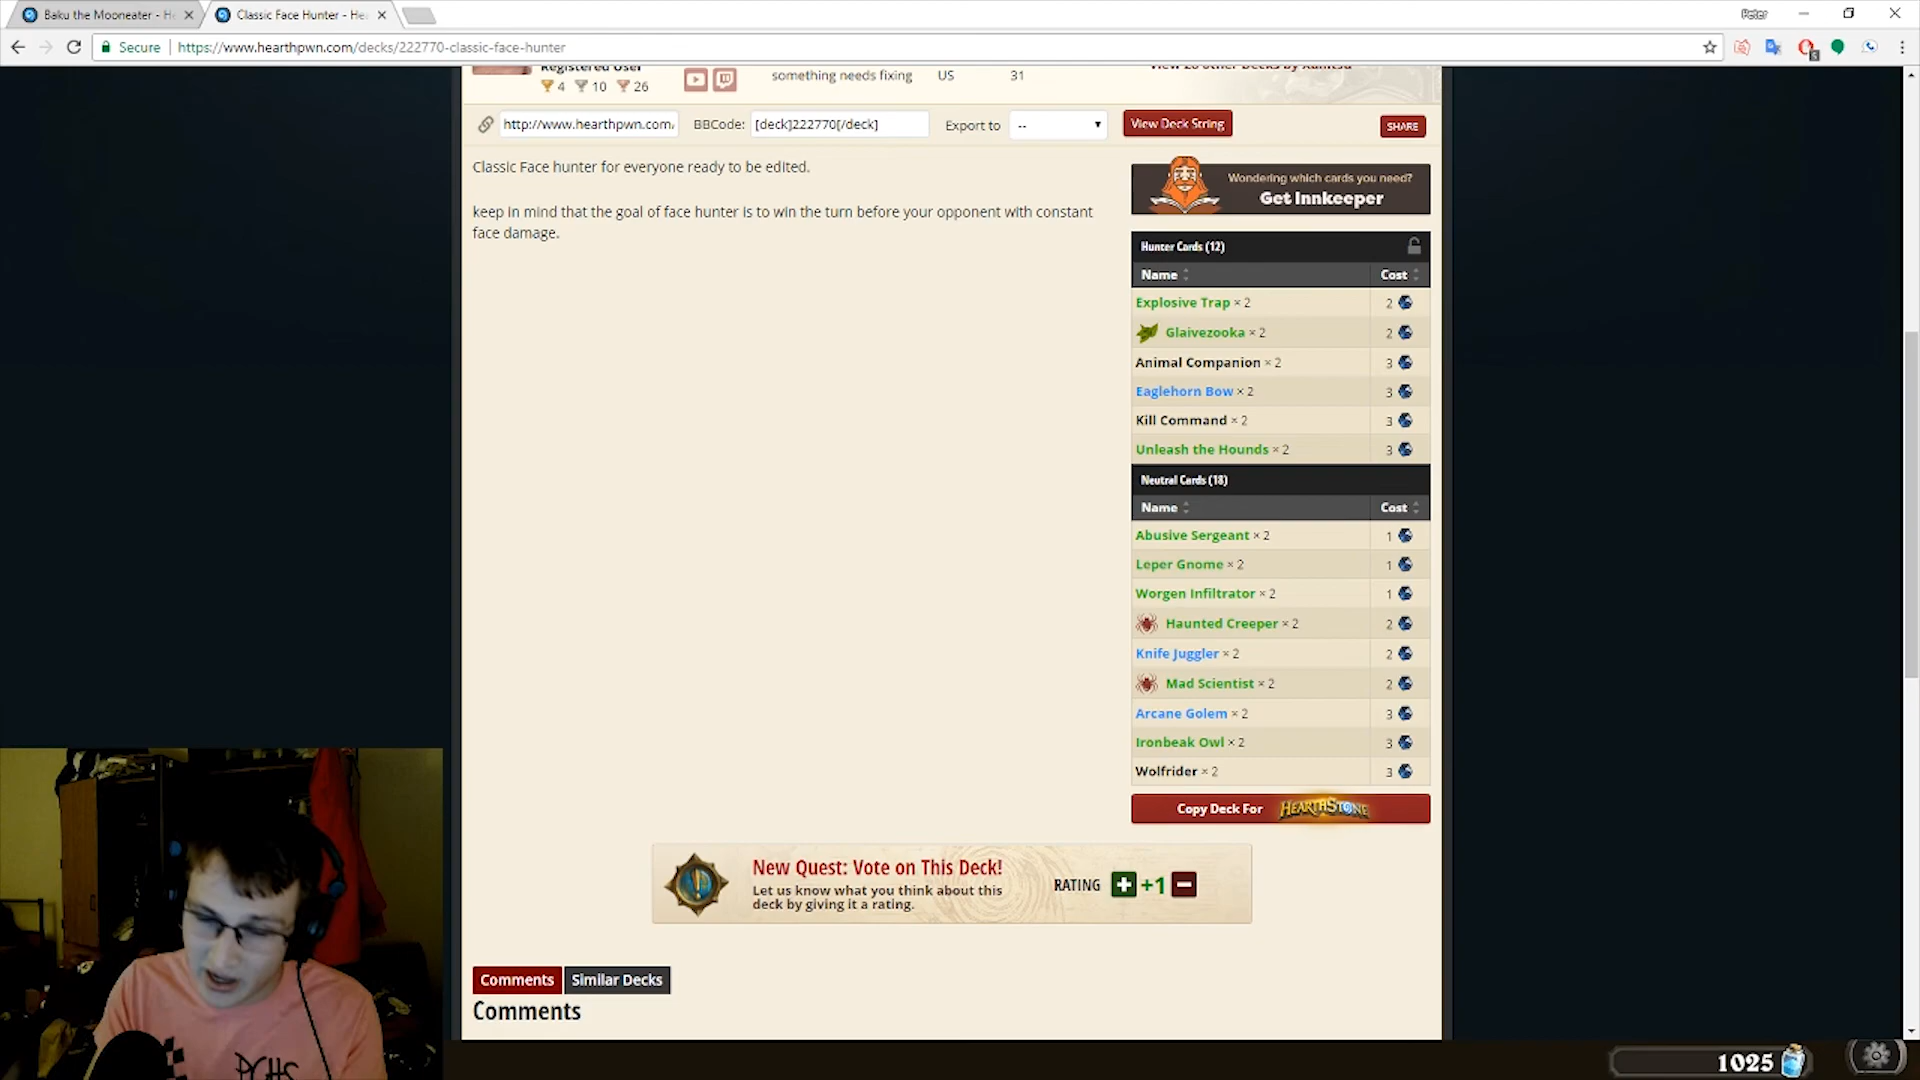 Baku the Mooneater - He
Classic Face Hunter - Hea
Peter
Secure
https://www.hearthpwn.com/decks/222770-classic-face-hunter
Registered User
4 10 26
something needs fixing US 31
http://www.hearthpwn.com/
BBCode:
[deck]222770[/deck]
Export to
--
View Deck String
SHARE
Classic Face hunter for everyone ready to be edited.
keep in mind that the goal of face hunter is to win the turn before your opponent with constant
face damage.
Wondering which cards you need?
Get Innkeeper
Hunter Cards (12)
Name Cost
Explosive Trap × 2 2
Glaivezooka × 2 2
Animal Companion × 2 3
Eaglehorn Bow × 2 3
Kill Command × 2 3
Unleash the Hounds × 2 3
Neutral Cards (18)
Name Cost
Abusive Sergeant × 2 1
Leper Gnome × 2 1
Worgen Infiltrator × 2 1
Haunted Creeper × 2 2
Knife Juggler × 2 2
Mad Scientist × 2 2
Arcane Golem × 2 3
Ironbeak Owl × 2 3
Wolfrider × 2 3
Copy Deck For HEARTHSTONE
New Quest: Vote on This Deck!
Let us know what you think about this
deck by giving it a rating.
RATING +1
Comments
Similar Decks
Comments
PCHS
1025